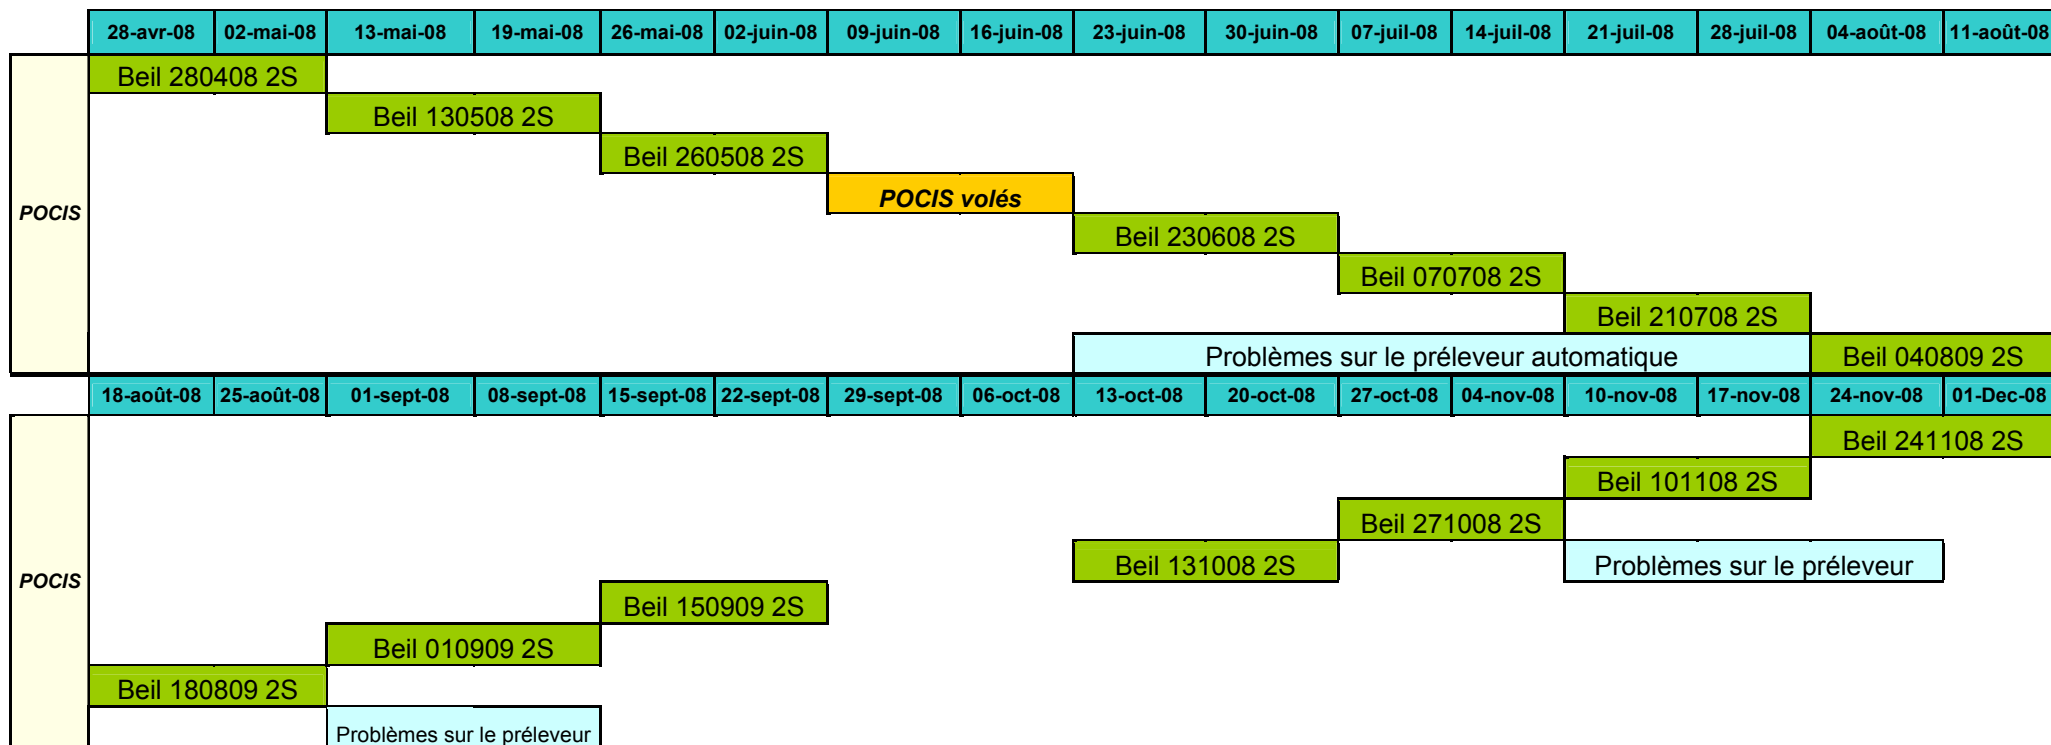 28-avr-08 02-mai-08 13-mai-08 19-mai-08 26-mai-08 02-juin-08 09-juin-08 16-juin-08 23-juin-08 30-juin-08 07-juil-08 14-juil-08 21-juil-08 28-juil-08 04-août-08 11-août-08
Beil 280408 2S
Beil 130508 2S
Beil 260508 2S
POCIS volés
POCIS
Beil 230608 2S
Beil 070708 2S
Beil 210708 2S
Problèmes sur le préleveur automatique Beil 040809 2S
18-août-08 25-août-08 01-sept-08 08-sept-08 15-sept-08 22-sept-08 29-sept-08 06-oct-08 13-oct-08 20-oct-08 27-oct-08 04-nov-08 10-nov-08 17-nov-08 24-nov-08 01-Dec-08
Beil 241108 2S
Beil 101108 2S
Beil 271008 2S
Beil 131008 2S Problèmes sur le préleveur
POCIS
Beil 150909 2S
Beil 010909 2S
Beil 180809 2S
Problèmes sur le préleveur